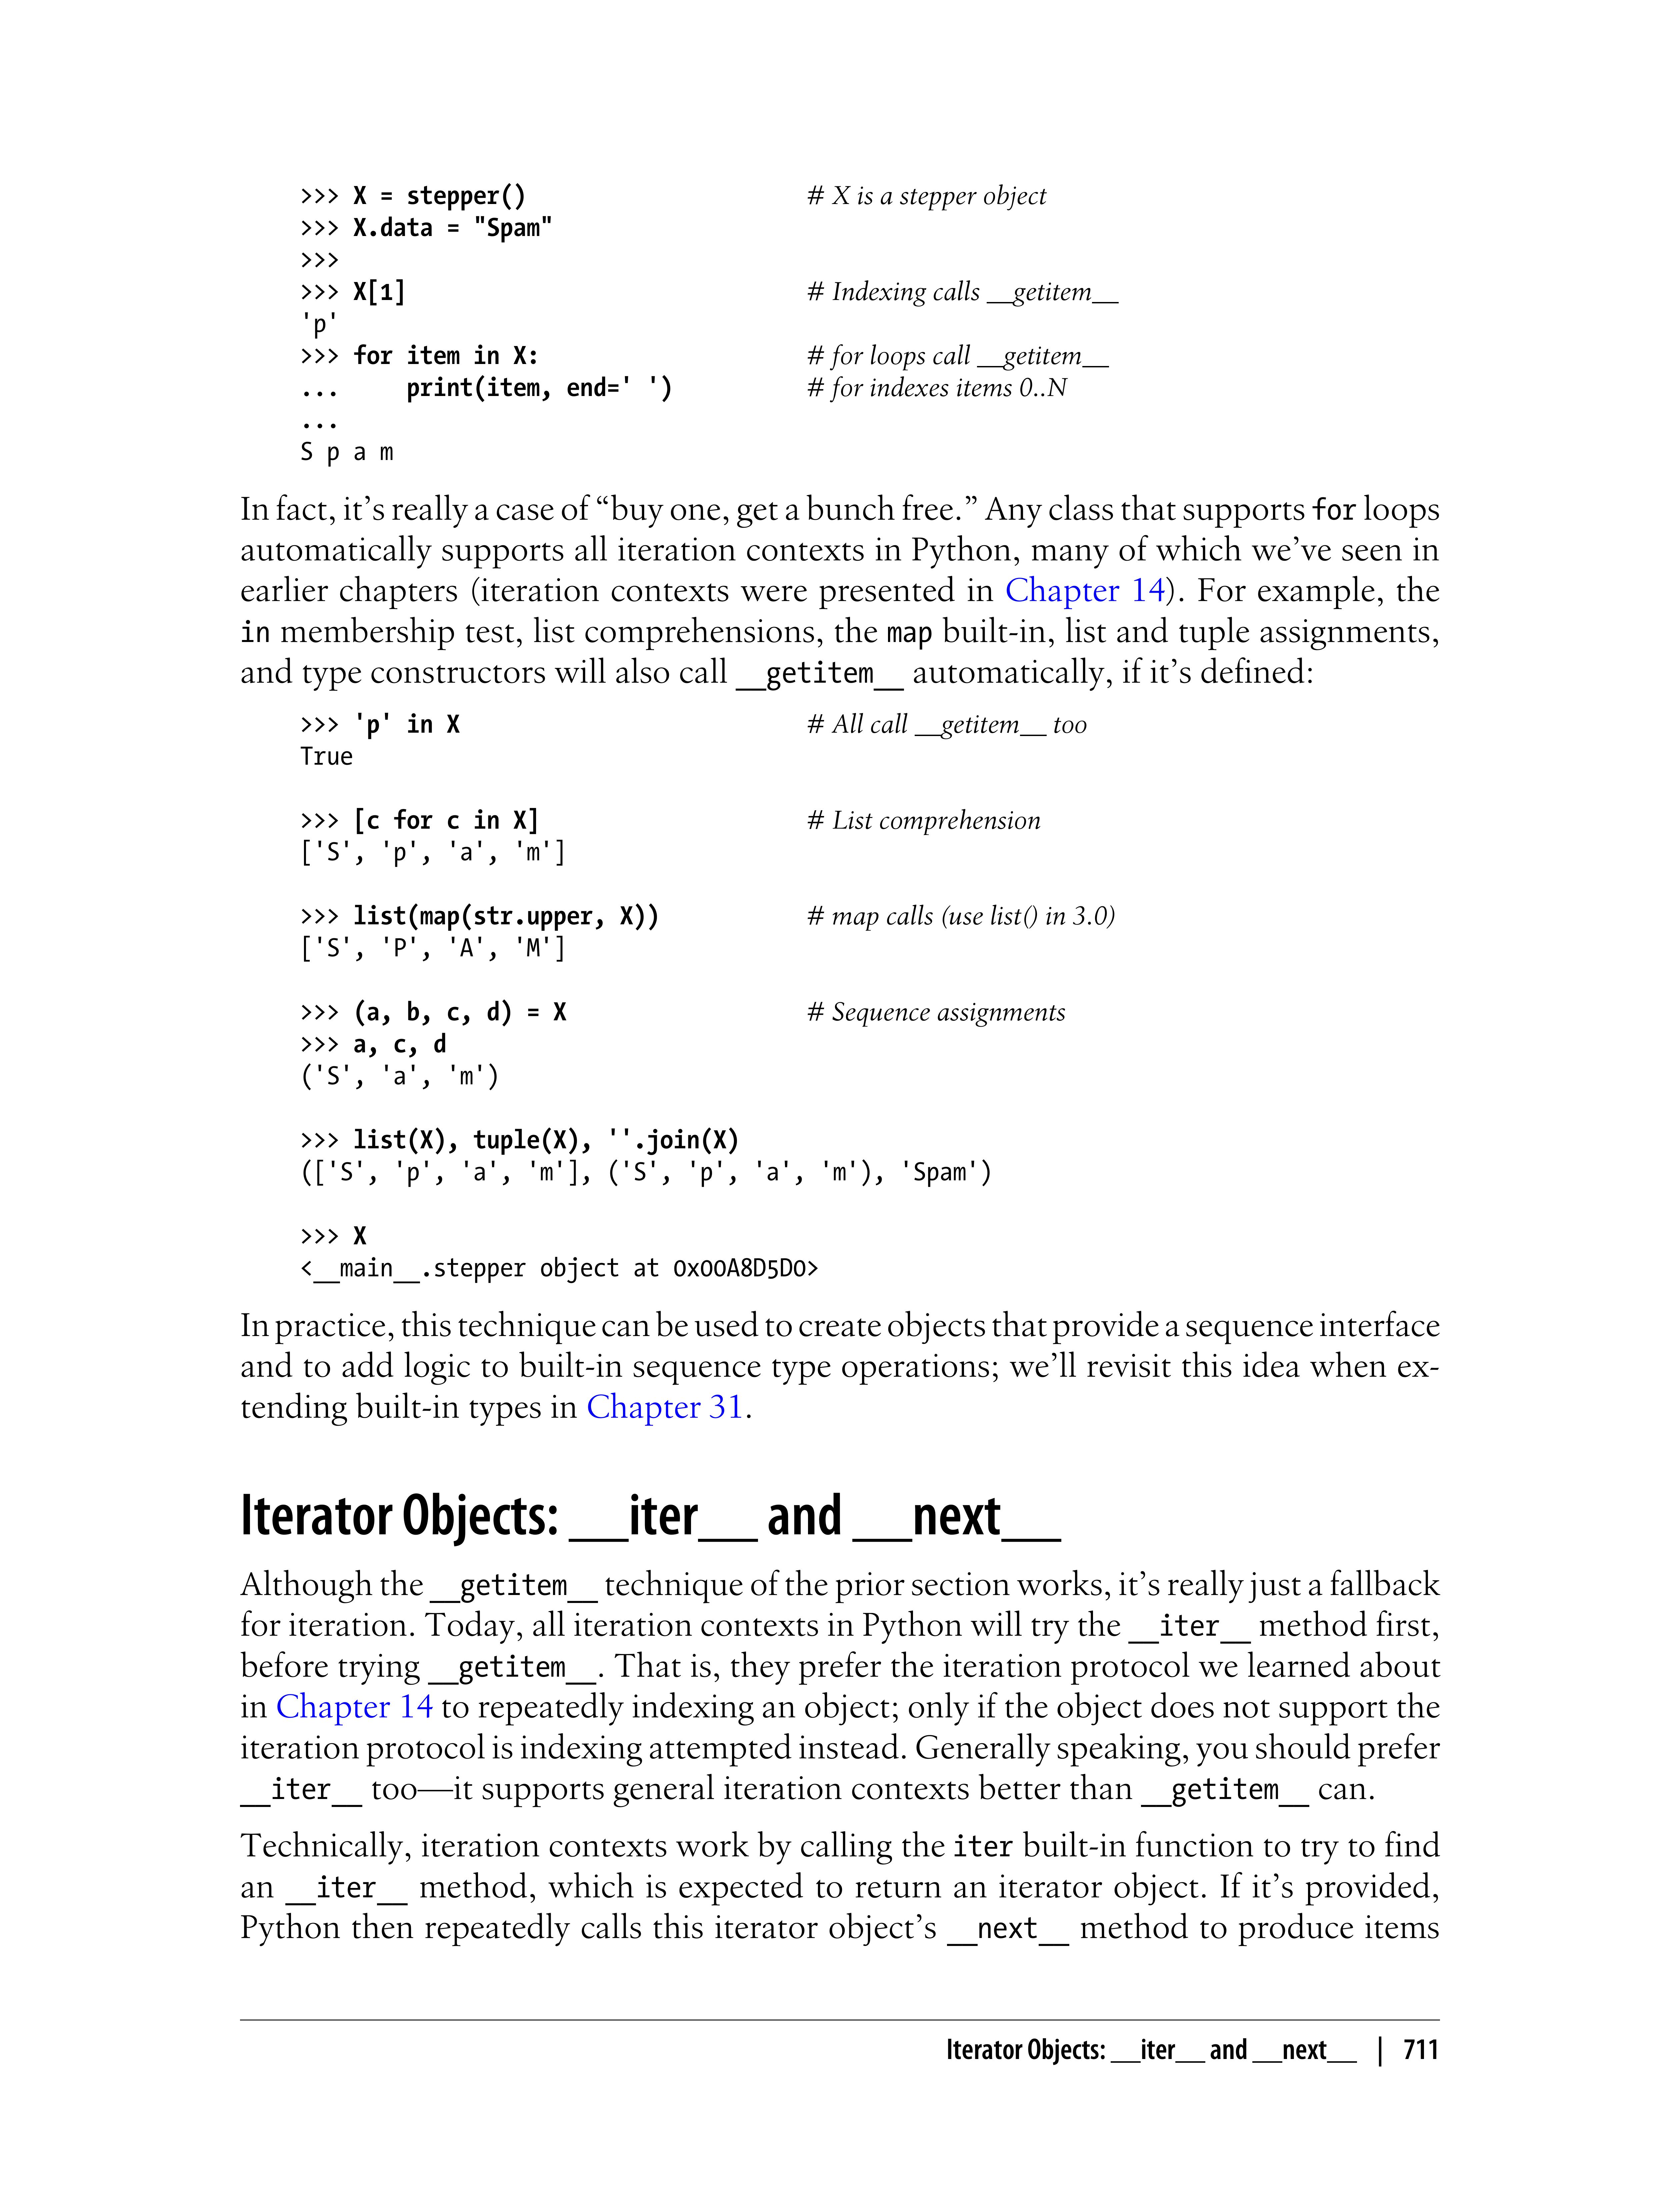 >>> X = stepper() # X is a stepper object
>>> X.data = "Spam"
>>>
>>> X[1] # Indexing calls __getitem__
'p'
>>> for item in X: # for loops call __getitem__
...     print(item, end=' ') # for indexes items 0..N
...
S p a m
In fact, it’s really a case of “buy one, get a bunch free.” Any class that supports for loops
automatically supports all iteration contexts in Python, many of which we’ve seen in
earlier chapters (iteration contexts were presented in Chapter 14). For example, the
in membership test, list comprehensions, the map built-in, list and tuple assignments,
and type constructors will also call __getitem__ automatically, if it’s defined:
>>> 'p' in X # All call __getitem__ too
True
>>> [c for c in X] # List comprehension
['S', 'p', 'a', 'm']
>>> list(map(str.upper, X)) # map calls (use list() in 3.0)
['S', 'P', 'A', 'M']
>>> (a, b, c, d) = X # Sequence assignments
>>> a, c, d
('S', 'a', 'm')
>>> list(X), tuple(X), ''.join(X)
(['S', 'p', 'a', 'm'], ('S', 'p', 'a', 'm'), 'Spam')
>>> X
<__main__.stepper object at 0x00A8D5D0>
In practice, this technique can be used to create objects that provide a sequence interface
and to add logic to built-in sequence type operations; we’ll revisit this idea when ex-
tending built-in types in Chapter 31.
Iterator Objects: __iter__ and __next__
Although the __getitem__ technique of the prior section works, it’s really just a fallback
for iteration. Today, all iteration contexts in Python will try the __iter__ method first,
before trying __getitem__. That is, they prefer the iteration protocol we learned about
in Chapter 14 to repeatedly indexing an object; only if the object does not support the
iteration protocol is indexing attempted instead. Generally speaking, you should prefer
__iter__ too—it supports general iteration contexts better than __getitem__ can.
Technically, iteration contexts work by calling the iter built-in function to try to find
an __iter__ method, which is expected to return an iterator object. If it’s provided,
Python then repeatedly calls this iterator object’s __next__ method to produce items
Iterator Objects: __iter__ and __next__ | 711